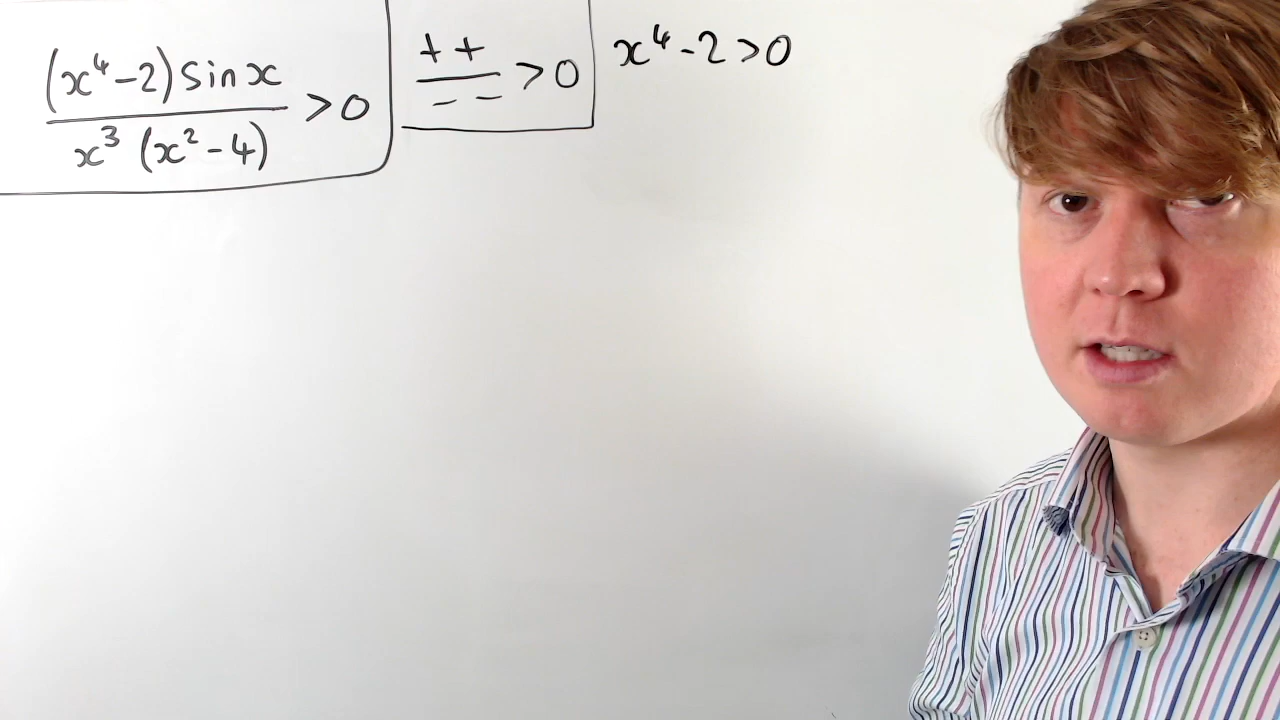 (x⁴-2) Sin x
x³ (x²-4)
>0
+ +
- -
>0
x⁴-2>0